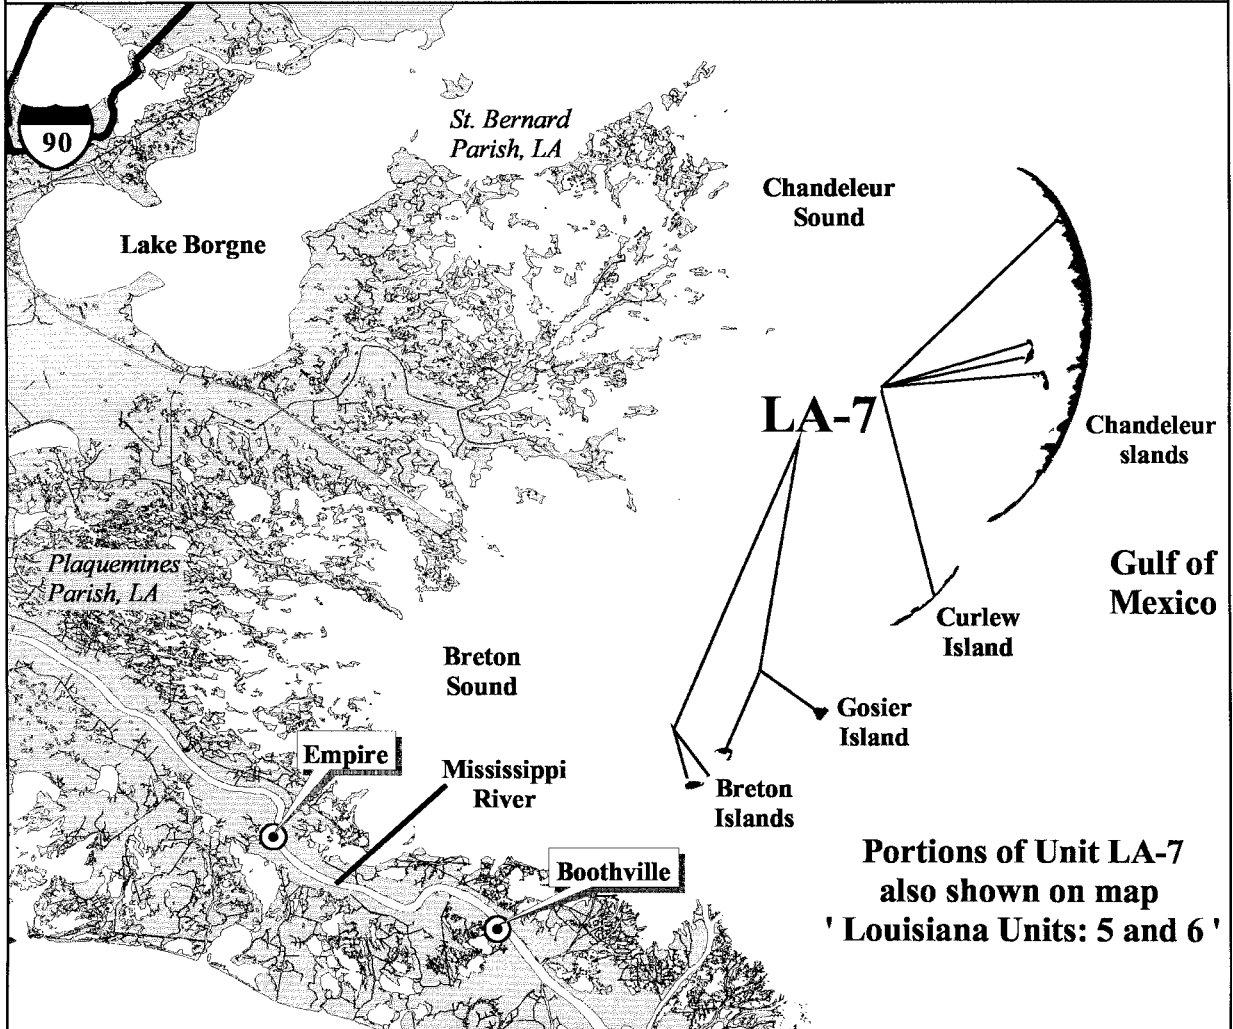 90
St. Bernard
Parish, LA
Chandeleur
Sound
Lake Borgne
LA-7
Chandeleur
slands
Gulf of
Mexico
Plaquemines
Parish, LA
Curlew
Island
Breton
Sound
Gosier
Island
Empire
Mississippi
River
Breton
Islands
Boothville
Portions of Unit LA-7
also shown on map
' Louisiana Units: 5 and 6 '